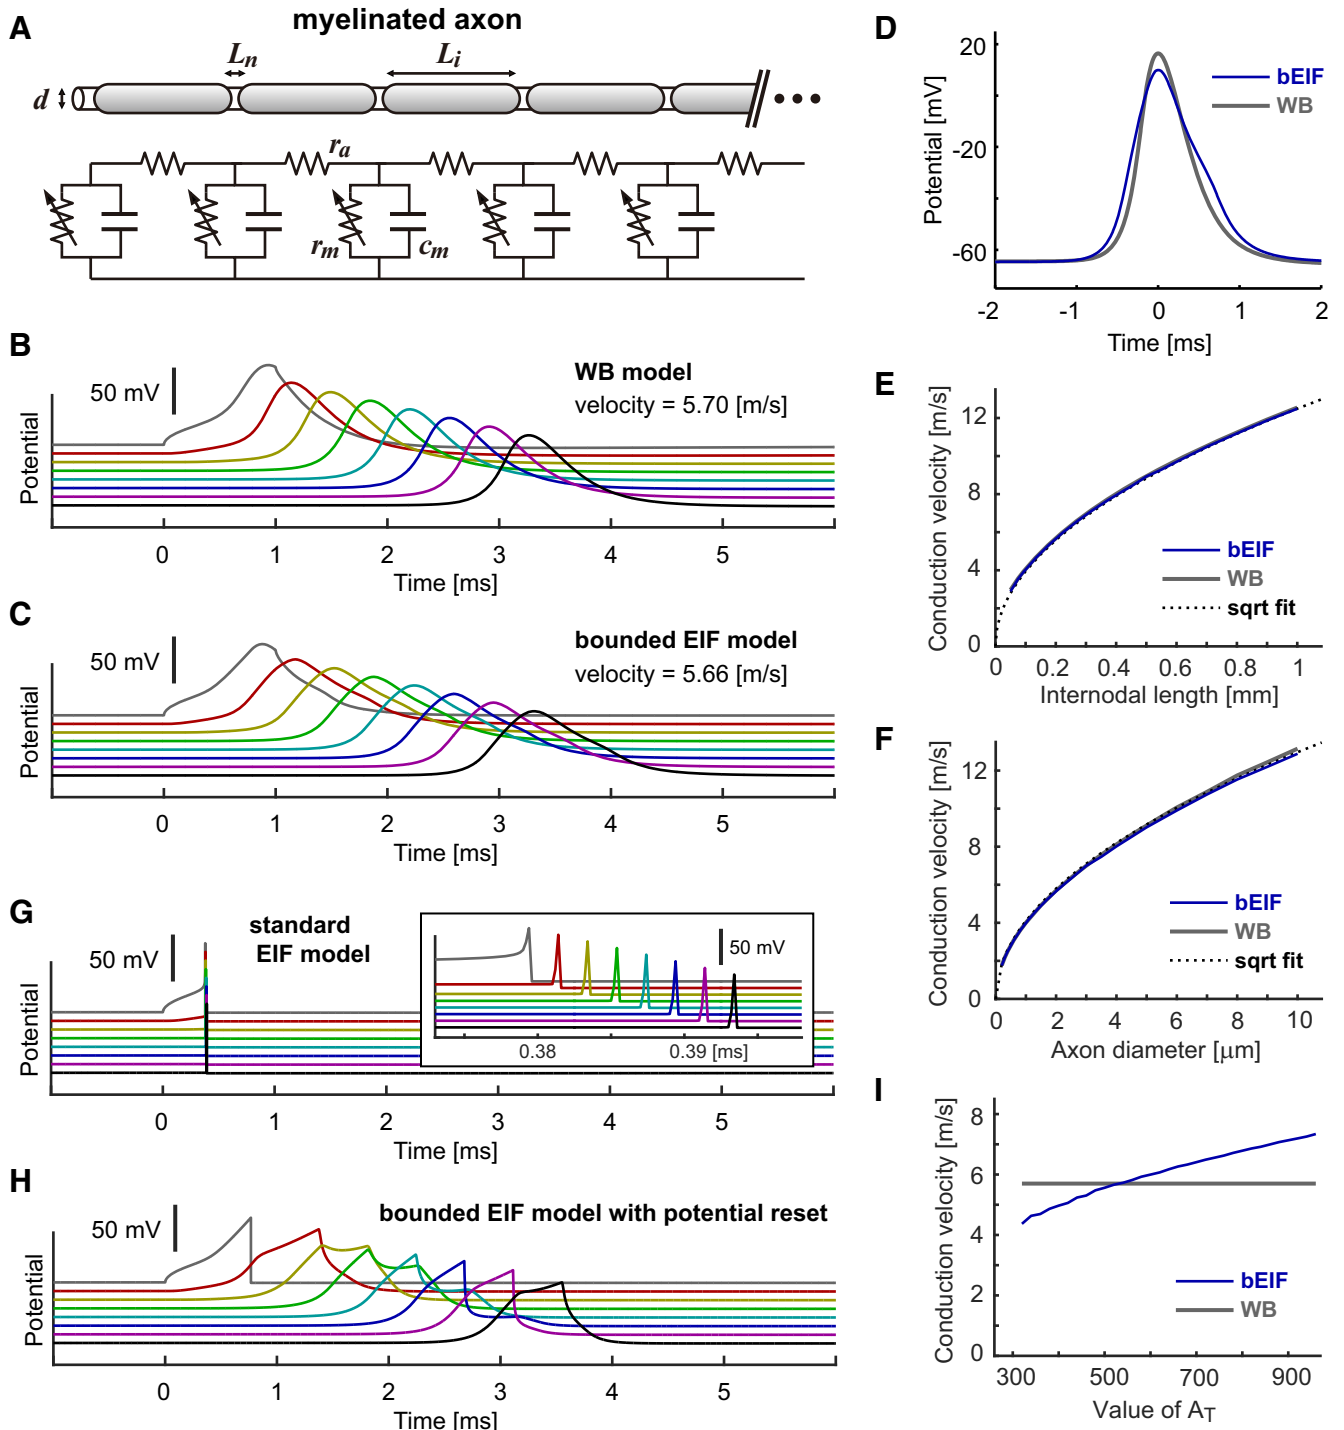 A
myelinated axon
Ln
Li
d
ra
rm
cm
B
50 mV
WB model
velocity = 5.70 [m/s]
Potential
0 1 2 3 4 5
Time [ms]
C
50 mV
bounded EIF model
velocity = 5.66 [m/s]
Potential
0 1 2 3 4 5
Time [ms]
G
50 mV
standard
EIF model
50 mV
0.38 0.39 [ms]
Potential
0 1 2 3 4 5
Time [ms]
H
50 mV
bounded EIF model with potential reset
Potential
0 1 2 3 4 5
Time [ms]
D
20
-20
-60
Potential [mV]
bEIF
WB
-2 -1 0 1 2
Time [ms]
E
12
8
4
0
Conduction velocity [m/s]
bEIF
WB
sqrt fit
0 0.2 0.4 0.6 0.8 1
Internodal length [mm]
F
12
8
4
0
Conduction velocity [m/s]
bEIF
WB
sqrt fit
0 2 4 6 8 10
Axon diameter [μm]
I
8
6
4
2
0
Conduction velocity [m/s]
bEIF
WB
300 500 700 900
Value of AT